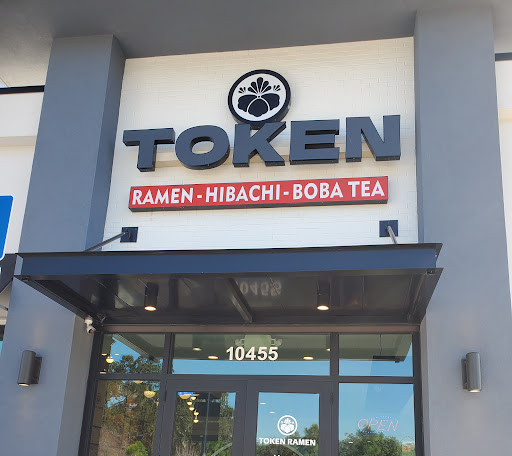 TOKEN
RAMEN - HIBACHI - BOBA TEA
10455
TOKEN RAMEN
OPEN